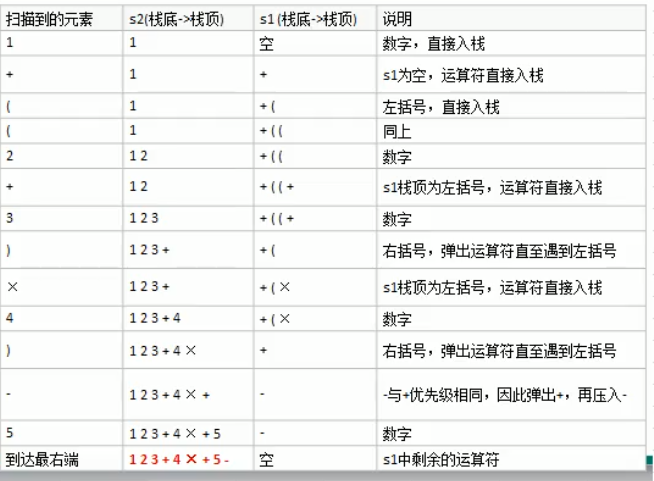 扫描到的元素 s2(栈底->栈顶) s1(栈底->栈顶) 说明
1 1 空 数字，直接入栈
+ 1 + s1为空，运算符直接入栈
( 1 +( 左括号，直接入栈
( 1 +(( 同上
2 1 2 +(( 数字
+ 1 2 +((+ s1栈顶为左括号，运算符直接入栈
3 1 2 3 +((+ 数字
) 1 2 3 + +( 右括号，弹出运算符直至遇到左括号
× 1 2 3 + +(× s1栈顶为左括号，运算符直接入栈
4 1 2 3 + 4 +(× 数字
) 1 2 3 + 4 × + 右括号，弹出运算符直至遇到左括号
- 1 2 3 + 4 × + - -与+优先级相同，因此弹出+，再压入-
5 1 2 3 + 4 × + 5 - 数字
到达最右端 1 2 3 + 4 × + 5 - 空 s1中剩余的运算符